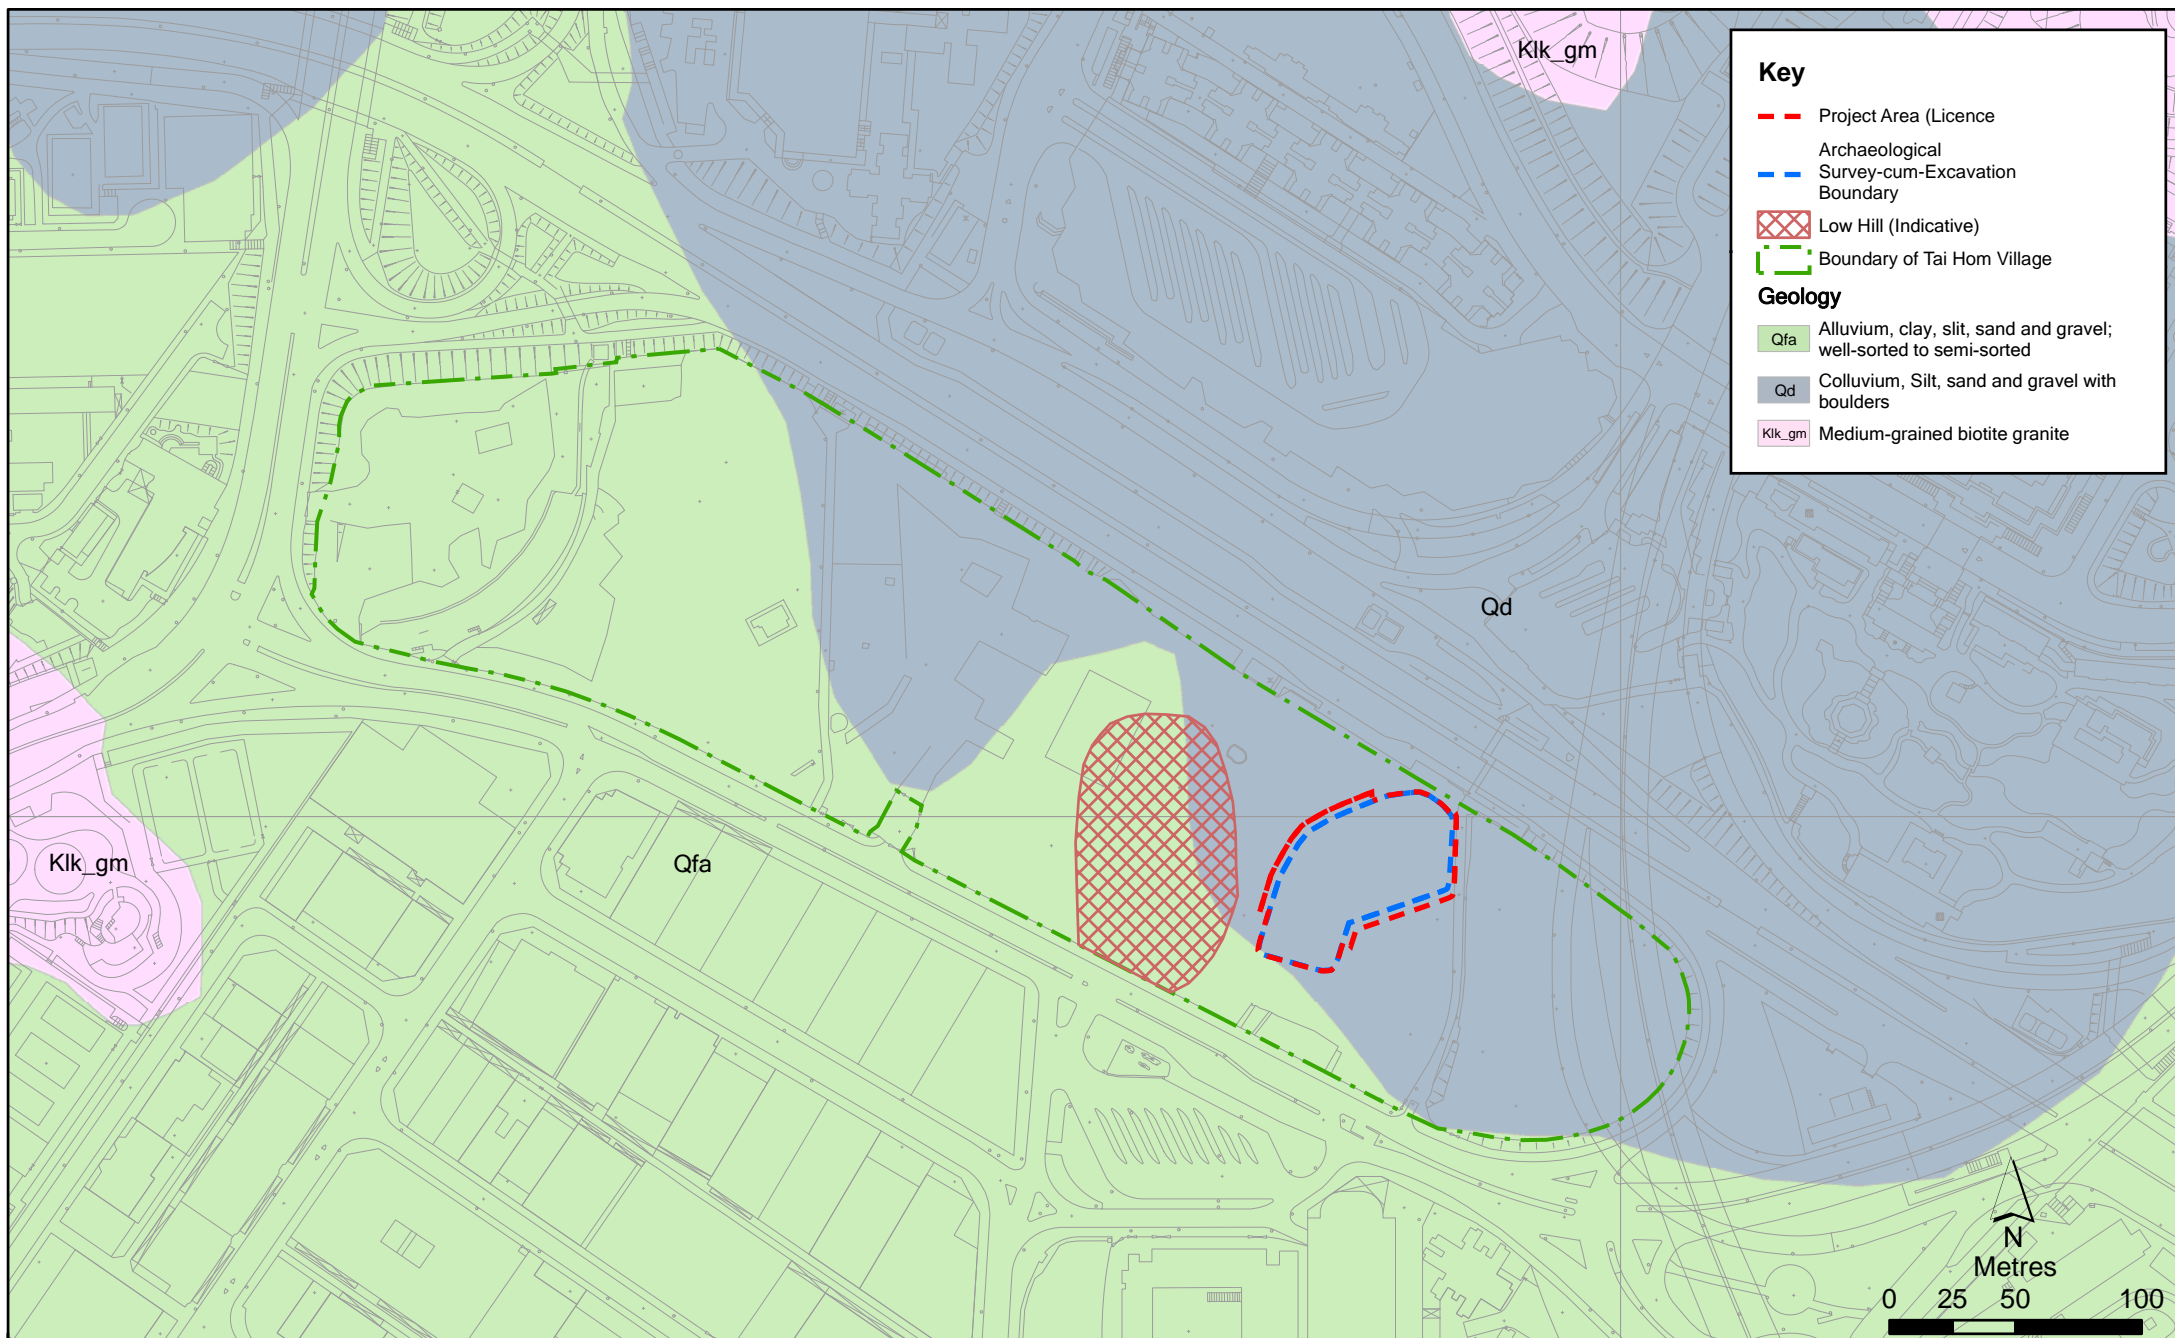 Klk_gm
Key
Project Area (Licence
Archaeological
Survey-cum-Excavation
Boundary
Low Hill (Indicative)
Boundary of Tai Hom Village
Geology
Qfa
Alluvium, clay, slit, sand and gravel;
well-sorted to semi-sorted
Qd
Colluvium, Silt, sand and gravel with
boulders
Klk_gm
Medium-grained biotite granite
Qd
Klk_gm
Qfa
N
Metres
0 25 50 100